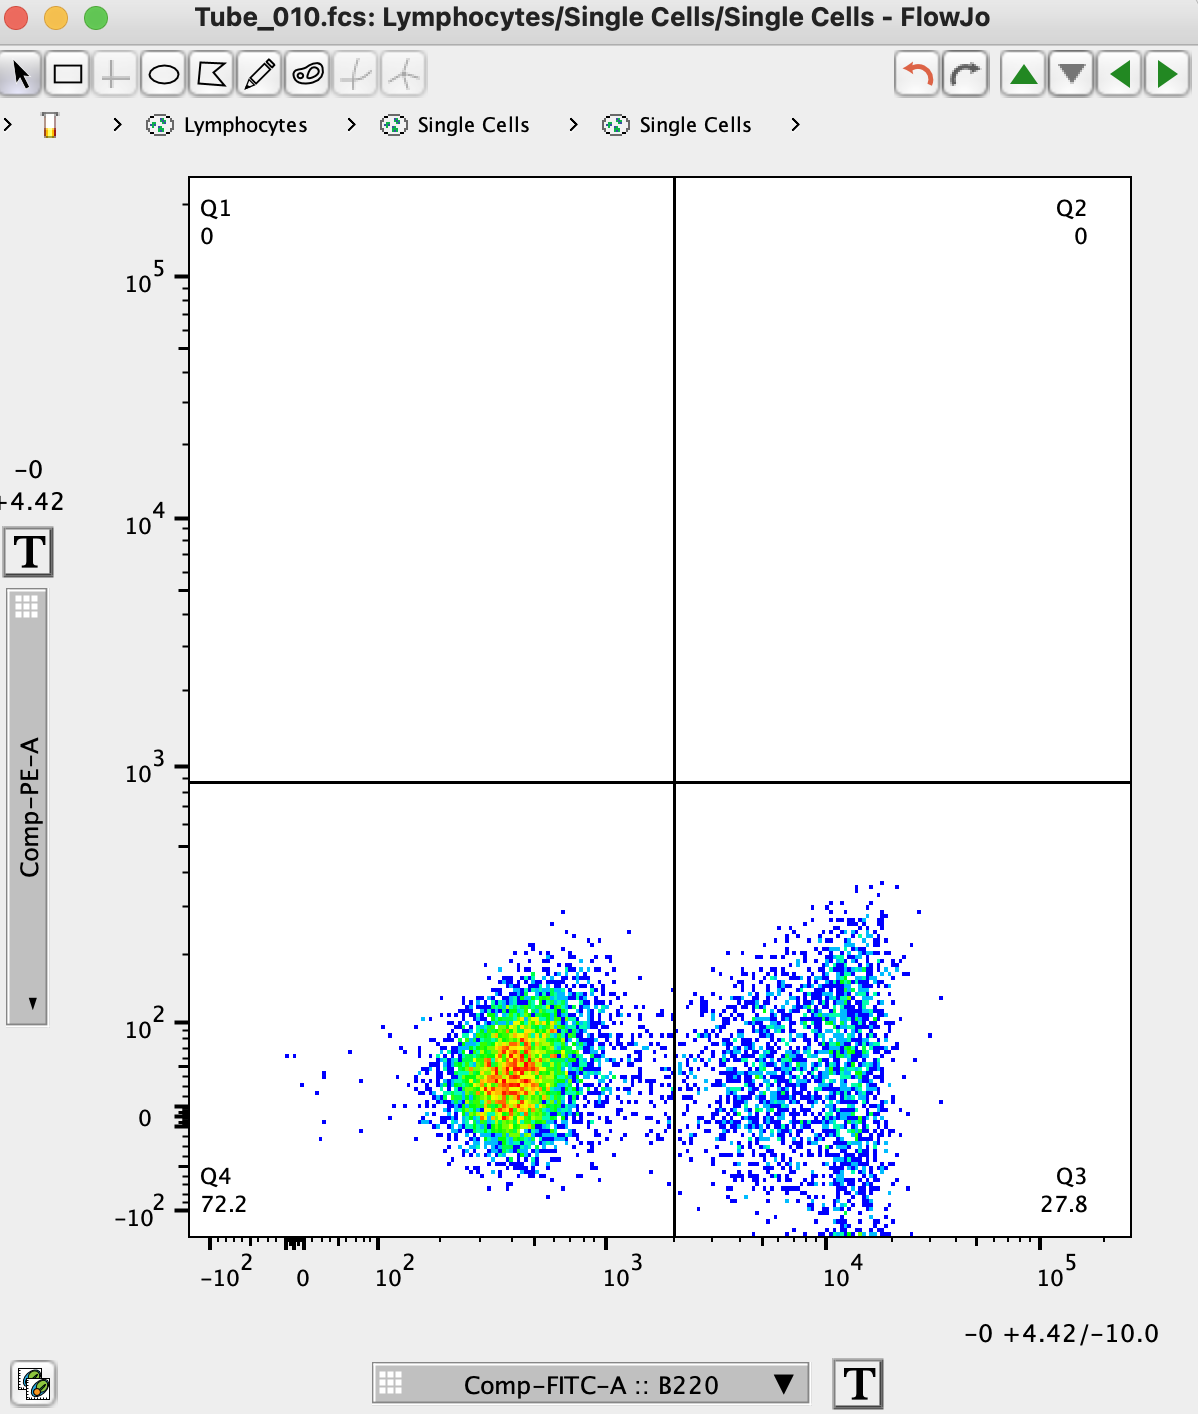 Tube_010.fcs: Lymphocytes/Single Cells/Single Cells - FlowJo
> > Lymphocytes > Single Cells > Single Cells >
Q1
0
Q2
0
10^5
-0
+4.42
10^4
T
Comp-PE-A
10^3
10^2
0
-10^2
Q4
72.2
Q3
27.8
-10^2 0 10^2 10^3 10^4 10^5
-0 +4.42/-10.0
Comp-FITC-A :: B220
T